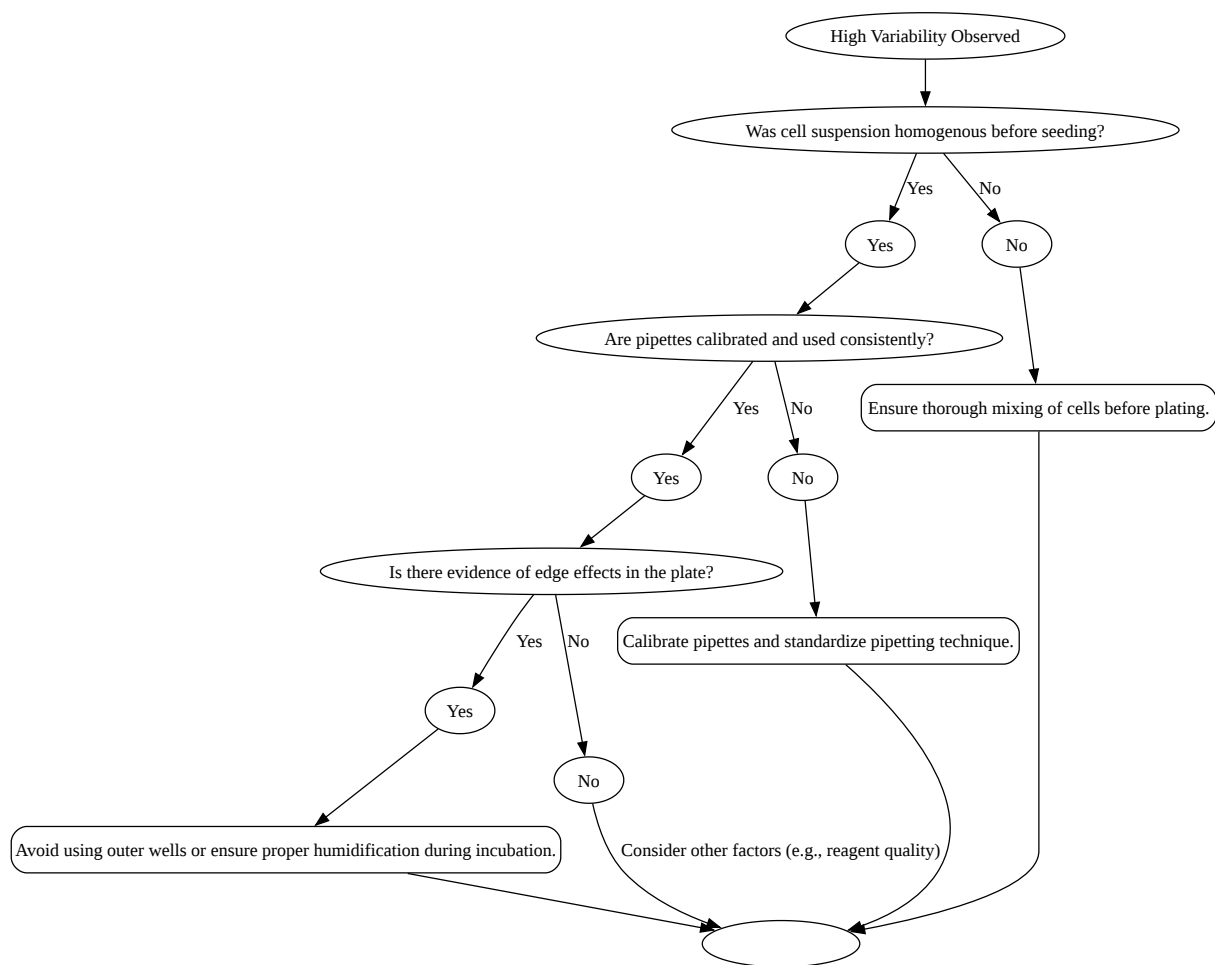 High Variability Observed
Was cell suspension homogenous before seeding?
Yes
No
Yes
No
Are pipettes calibrated and used consistently?
Ensure thorough mixing of cells before plating.
Yes
No
Yes
No
Is there evidence of edge effects in the plate?
Yes
No
Calibrate pipettes and standardize pipetting technique.
Yes
No
Avoid using outer wells or ensure proper humidification during incubation.
Consider other factors (e.g., reagent quality)